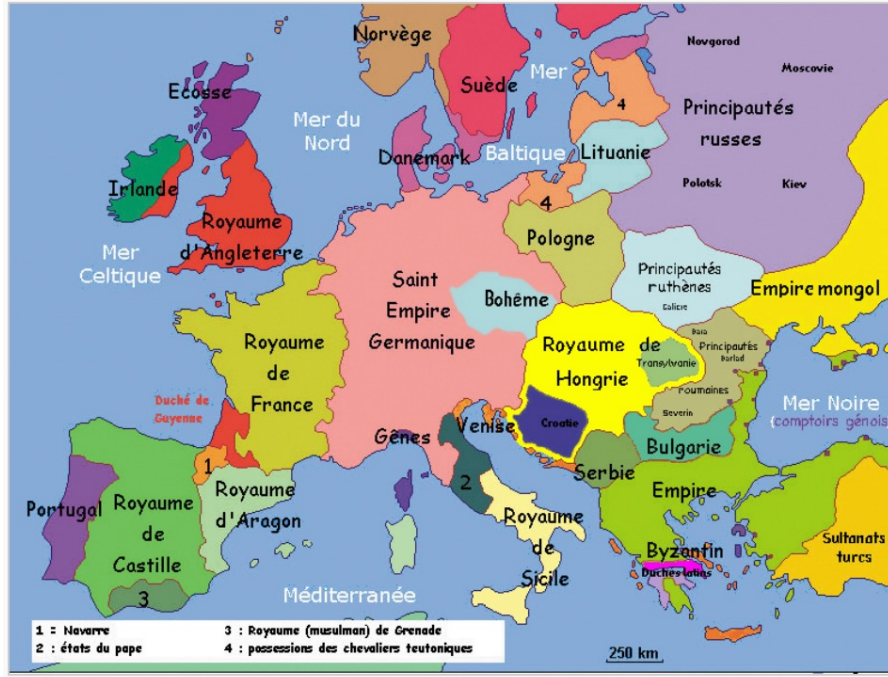 Norvège
Novgorod
Moscovie
Mer
Suède
Ecosse
4
Principautés
russes
Mer du
Nord
Danemark
Baltique
Lituanie
Irlande
Polotsk
Kiev
4
Royaume
d'Angleterre
Pologne
Mer
Celtique
Saint
Empire
Germanique
Bohême
Principautés
ruthènes
Galicie
Empire mongol
Royaume
de
France
Royaume de
Hongrie
Transylvanie
Principautés
Barlad
roumaines
Severin
Duché de
Guyenne
Mer Noire
(comptoirs génois)
Gênes
Venise
Croatie
Bulgarie
1
Serbie
2
Empire
Portugal
Royaume
de
Castille
Royaume
d'Aragon
Royaume
de
Sicile
Byzantin
Duchés latins
Sultanats
turcs
3
Méditerranée
1 = Navarre
3 : Royaume (musulman) de Grenade
2 : états du pape
4 : possessions des chevaliers teutoniques
250 km